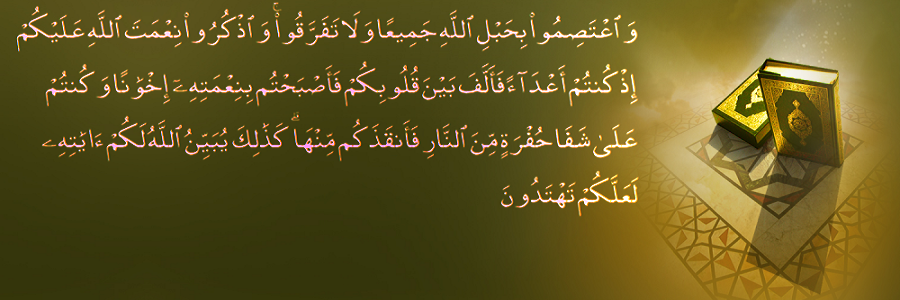 وَٱعْتَصِمُوا۟ بِحَبْلِ ٱللَّهِ جَمِيعًا وَلَا تَفَرَّقُوا۟ ۚ وَٱذْكُرُوا۟ نِعْمَتَ ٱللَّهِ عَلَيْكُمْ
إِذْ كُنتُمْ أَعْدَآءً فَأَلَّفَ بَيْنَ قُلُوبِكُمْ فَأَصْبَحْتُم بِنِعْمَتِهِۦٓ إِخْوَٰنًا وَكُنتُمْ
عَلَىٰ شَفَا حُفْرَةٍ مِّنَ ٱلنَّارِ فَأَنقَذَكُم مِّنْهَا ۗ كَذَٰلِكَ يُبَيِّنُ ٱللَّهُ لَكُمْ ءَايَٰتِهِۦ
لَعَلَّكُمْ تَهْتَدُونَ